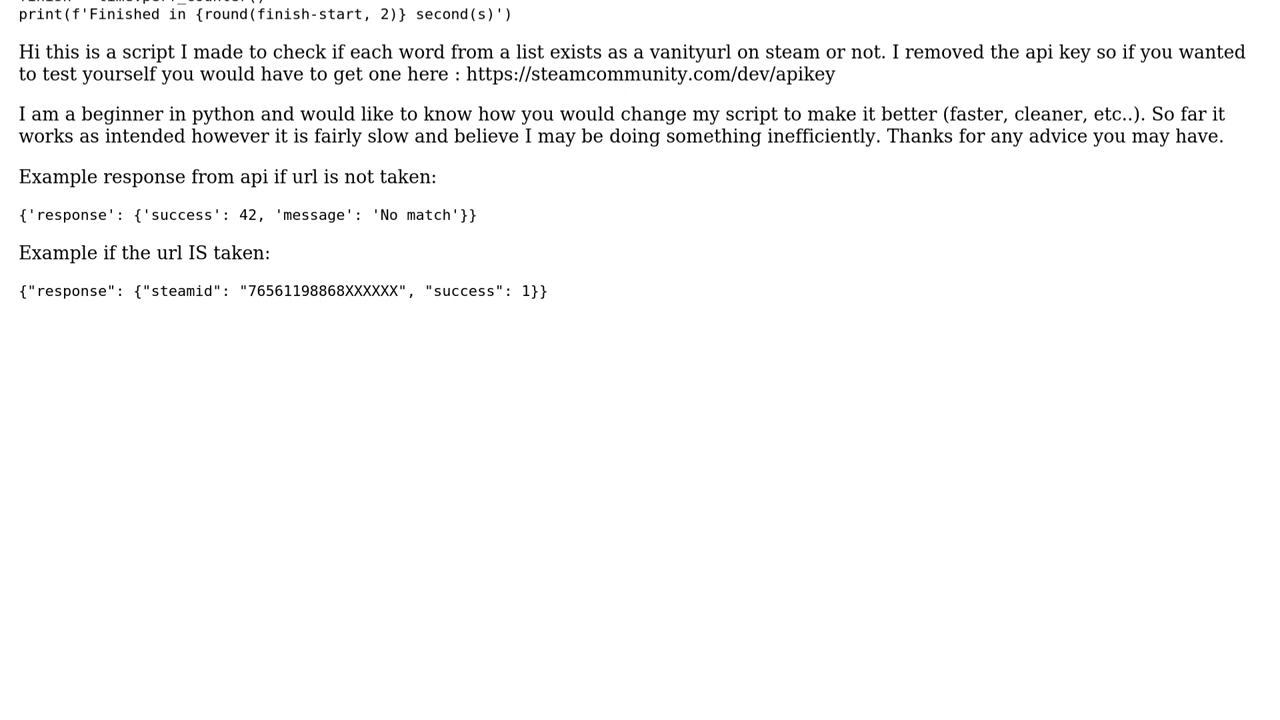 print(f'Finished in {round(finish-start, 2)} second(s)')
Hi this is a script I made to check if each word from a list exists as a vanityurl on steam or not. I removed the api key so if you wanted
to test yourself you would have to get one here : https://steamcommunity.com/dev/apikey
I am a beginner in python and would like to know how you would change my script to make it better (faster, cleaner, etc..). So far it
works as intended however it is fairly slow and believe I may be doing something inefficiently. Thanks for any advice you may have.
Example response from api if url is not taken:
{'response': {'success': 42, 'message': 'No match'}}
Example if the url IS taken:
{"response": {"steamid": "76561198868XXXXXX", "success": 1}}